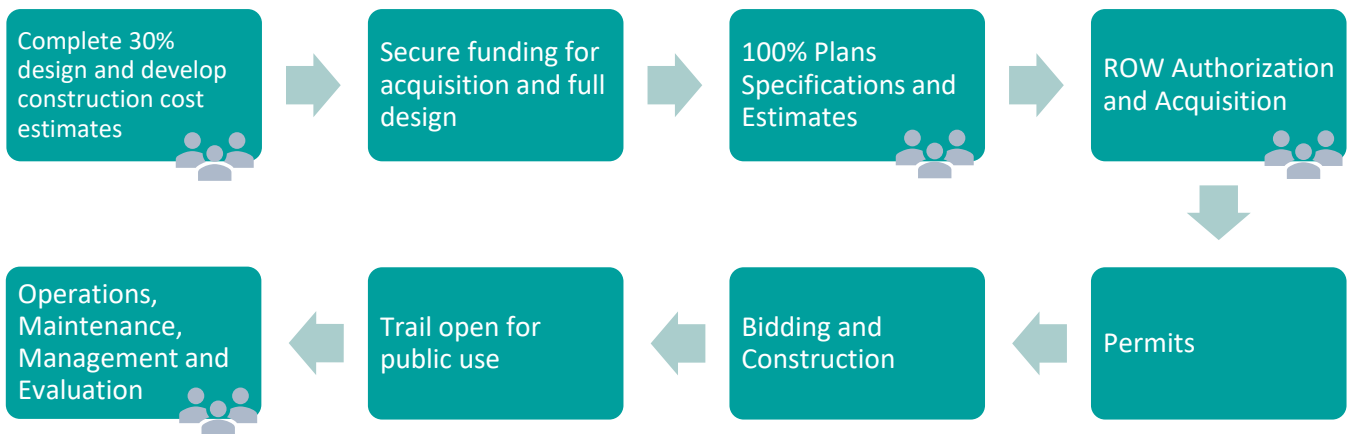 Complete 30%
design and develop
construction cost
estimates
Secure funding for
acquisition and full
design
100% Plans
Specifications and
Estimates
ROW Authorization
and Acquisition
Permits
Bidding and
Construction
Trail open for
public use
Operations,
Maintenance,
Management and
Evaluation